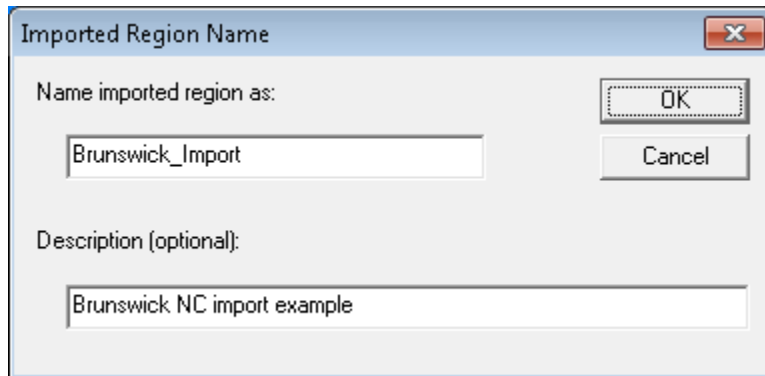 Imported Region Name
Name imported region as:
OK
Brunswick_Import
Cancel
Description (optional):
Brunswick NC import example